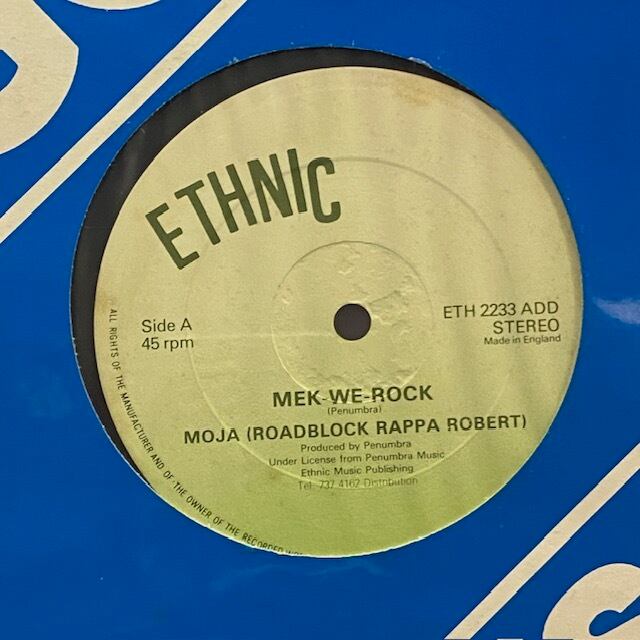 ETHNIC
Side A
45 rpm
ETH 2233 ADD
STEREO
Made in England
MEK-WE-ROCK
(Penumbra)
MOJA (ROADBLOCK RAPPA ROBERT)
Produced by Penumbra
Under License from Penumbra Music
Ethnic Music Publishing
Tel: 737 4162 Distribution
ALL RIGHTS OF THE MANUFACTURER AND OF THE OWNER OF THE RECORDED